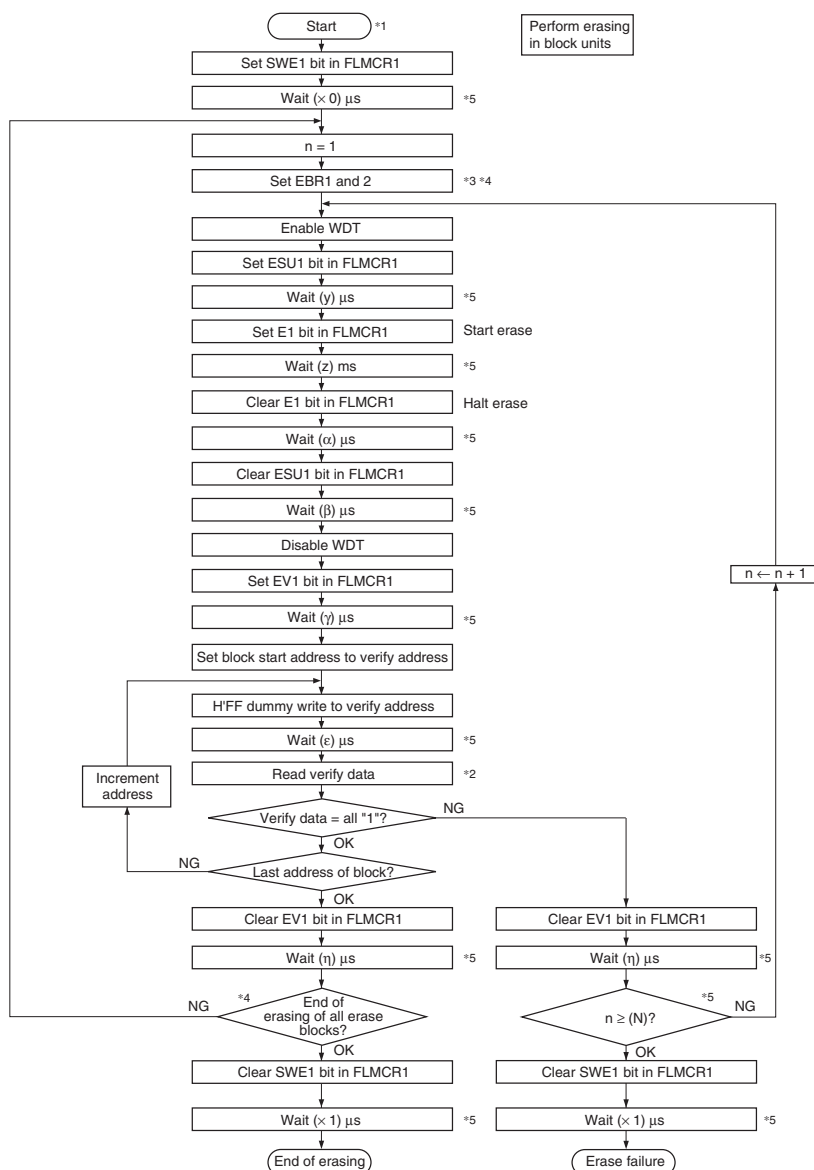 Start *1
Perform erasing
in block units
Set SWE1 bit in FLMCR1
Wait (× 0) μs *5
n = 1
Set EBR1 and 2 *3 *4
Enable WDT
Set ESU1 bit in FLMCR1
Wait (y) μs *5
Set E1 bit in FLMCR1 Start erase
Wait (z) ms *5
Clear E1 bit in FLMCR1 Halt erase
Wait (α) μs *5
Clear ESU1 bit in FLMCR1
Wait (β) μs *5
Disable WDT
Set EV1 bit in FLMCR1
n ← n + 1
Wait (γ) μs *5
Set block start address to verify address
H'FF dummy write to verify address
Wait (ε) μs *5
Increment
address
Read verify data *2
Verify data = all "1"? NG
OK
NG Last address of block?
OK
Clear EV1 bit in FLMCR1
Wait (η) μs *5
NG *4
End of
erasing of all erase
blocks?
OK
Clear SWE1 bit in FLMCR1
Wait (× 1) μs *5
End of erasing
Clear EV1 bit in FLMCR1
Wait (η) μs *5
*5
n ≥ (N)? NG
OK
Clear SWE1 bit in FLMCR1
Wait (× 1) μs *5
Erase failure